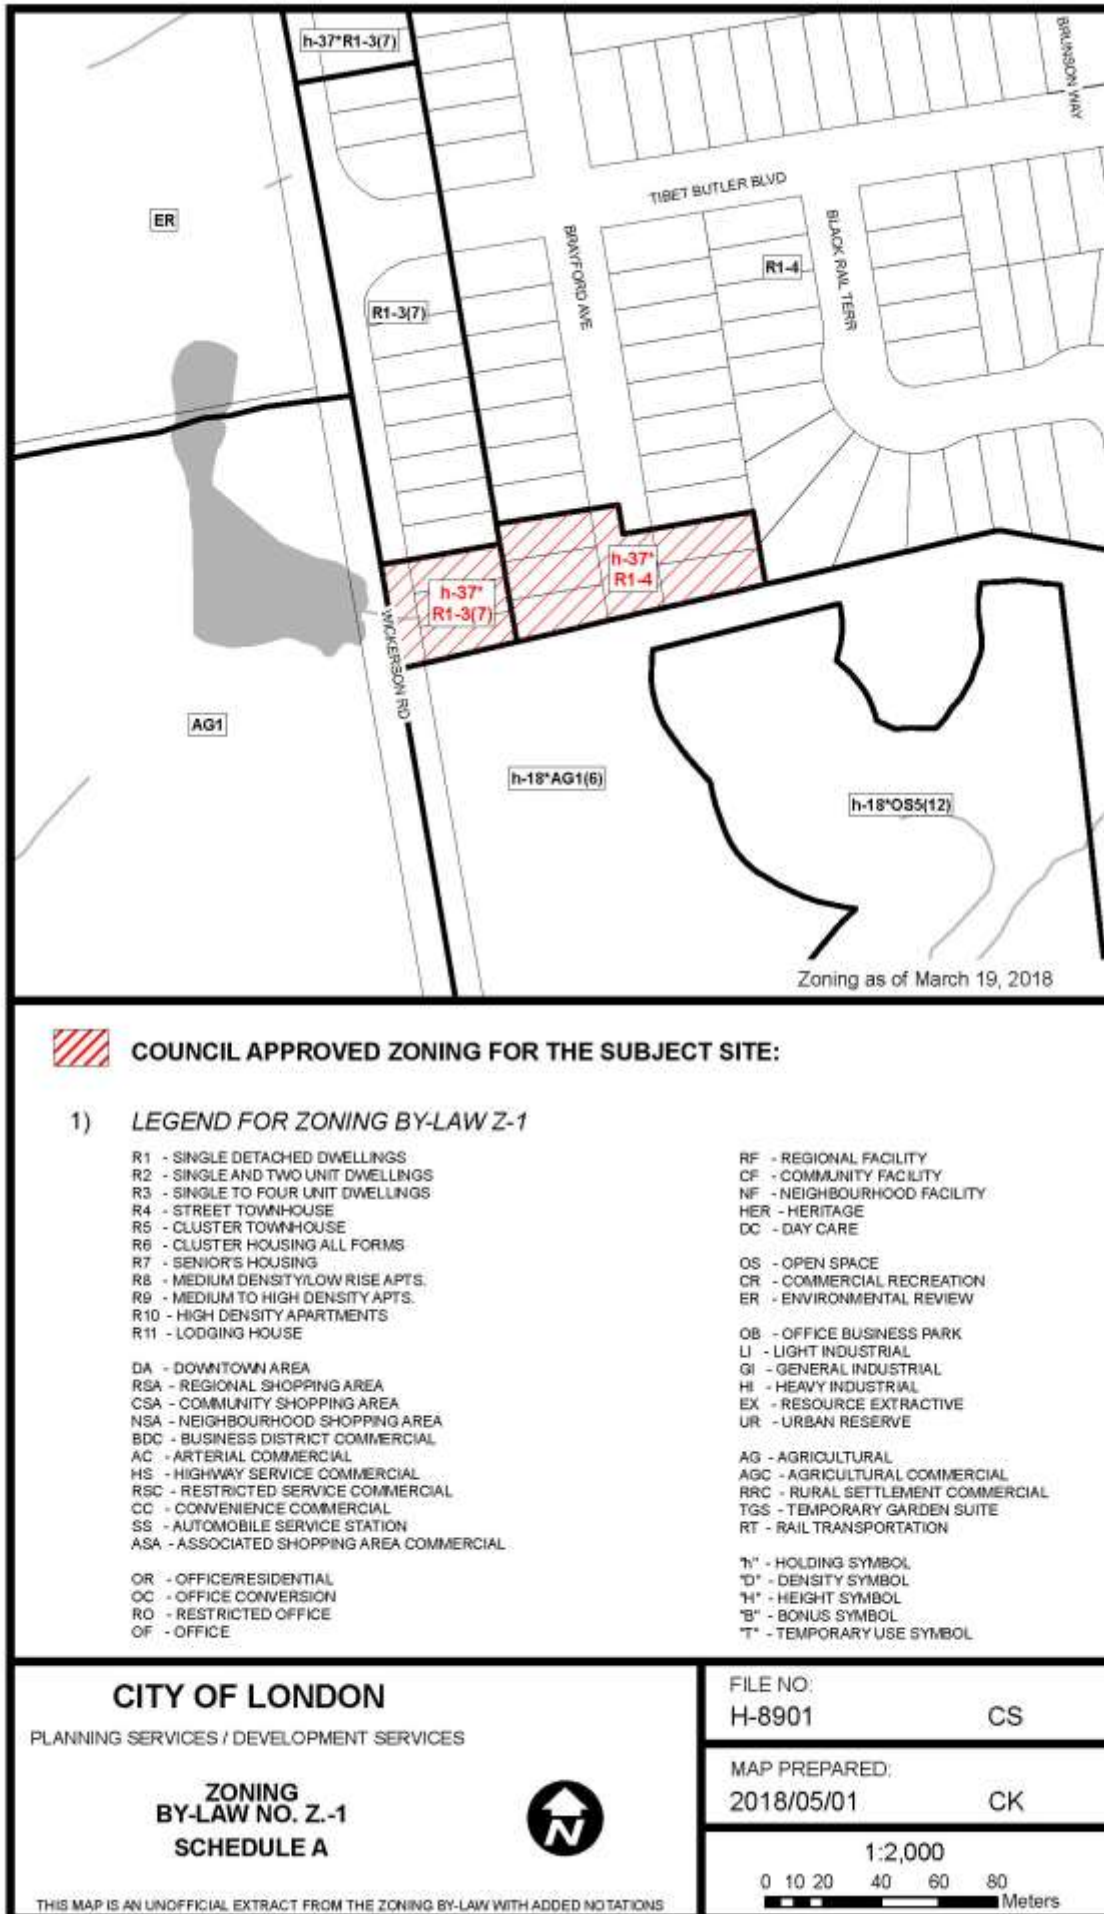 h-37*R1-3(7)
BRUNSON WAY
TIBET BUTLER BLVD
ER
BRAYFORD AVE
BLACK RAIL TERR
R1-4
R1-3(7)
h-37*
R1-4
h-37*
R1-3(7)
WICKERSON RD
AG1
h-18*AG1(6)
h-18*OS5(12)
Zoning as of March 19, 2018
COUNCIL APPROVED ZONING FOR THE SUBJECT SITE:
1) LEGEND FOR ZONING BY-LAW Z-1
R1 - SINGLE DETACHED DWELLINGS
R2 - SINGLE AND TWO UNIT DWELLINGS
R3 - SINGLE TO FOUR UNIT DWELLINGS
R4 - STREET TOWNHOUSE
R5 - CLUSTER TOWNHOUSE
R6 - CLUSTER HOUSING ALL FORMS
R7 - SENIOR'S HOUSING
R8 - MEDIUM DENSITY/LOW RISE APTS.
R9 - MEDIUM TO HIGH DENSITY APTS.
R10 - HIGH DENSITY APARTMENTS
R11 - LODGING HOUSE
DA - DOWNTOWN AREA
RSA - REGIONAL SHOPPING AREA
CSA - COMMUNITY SHOPPING AREA
NSA - NEIGHBOURHOOD SHOPPING AREA
BDC - BUSINESS DISTRICT COMMERCIAL
AC - ARTERIAL COMMERCIAL
HS - HIGHWAY SERVICE COMMERCIAL
RSC - RESTRICTED SERVICE COMMERCIAL
CC - CONVENIENCE COMMERCIAL
SS - AUTOMOBILE SERVICE STATION
ASA - ASSOCIATED SHOPPING AREA COMMERCIAL
OR - OFFICE/RESIDENTIAL
OC - OFFICE CONVERSION
RO - RESTRICTED OFFICE
OF - OFFICE
RF - REGIONAL FACILITY
CF - COMMUNITY FACILITY
NF - NEIGHBOURHOOD FACILITY
HER - HERITAGE
DC - DAY CARE
OS - OPEN SPACE
CR - COMMERCIAL RECREATION
ER - ENVIRONMENTAL REVIEW
OB - OFFICE BUSINESS PARK
LI - LIGHT INDUSTRIAL
GI - GENERAL INDUSTRIAL
HI - HEAVY INDUSTRIAL
EX - RESOURCE EXTRACTIVE
UR - URBAN RESERVE
AG - AGRICULTURAL
AGC - AGRICULTURAL COMMERCIAL
RRC - RURAL SETTLEMENT COMMERCIAL
TGS - TEMPORARY GARDEN SUITE
RT - RAIL TRANSPORTATION
"h" - HOLDING SYMBOL
"D" - DENSITY SYMBOL
"H" - HEIGHT SYMBOL
"B" - BONUS SYMBOL
"T" - TEMPORARY USE SYMBOL
CITY OF LONDON
PLANNING SERVICES / DEVELOPMENT SERVICES
ZONING
BY-LAW NO. Z.-1
SCHEDULE A
N
THIS MAP IS AN UNOFFICIAL EXTRACT FROM THE ZONING BY-LAW WITH ADDED NOTATIONS
FILE NO:
H-8901 CS
MAP PREPARED:
2018/05/01 CK
1:2,000
0 10 20 40 60 80
Meters